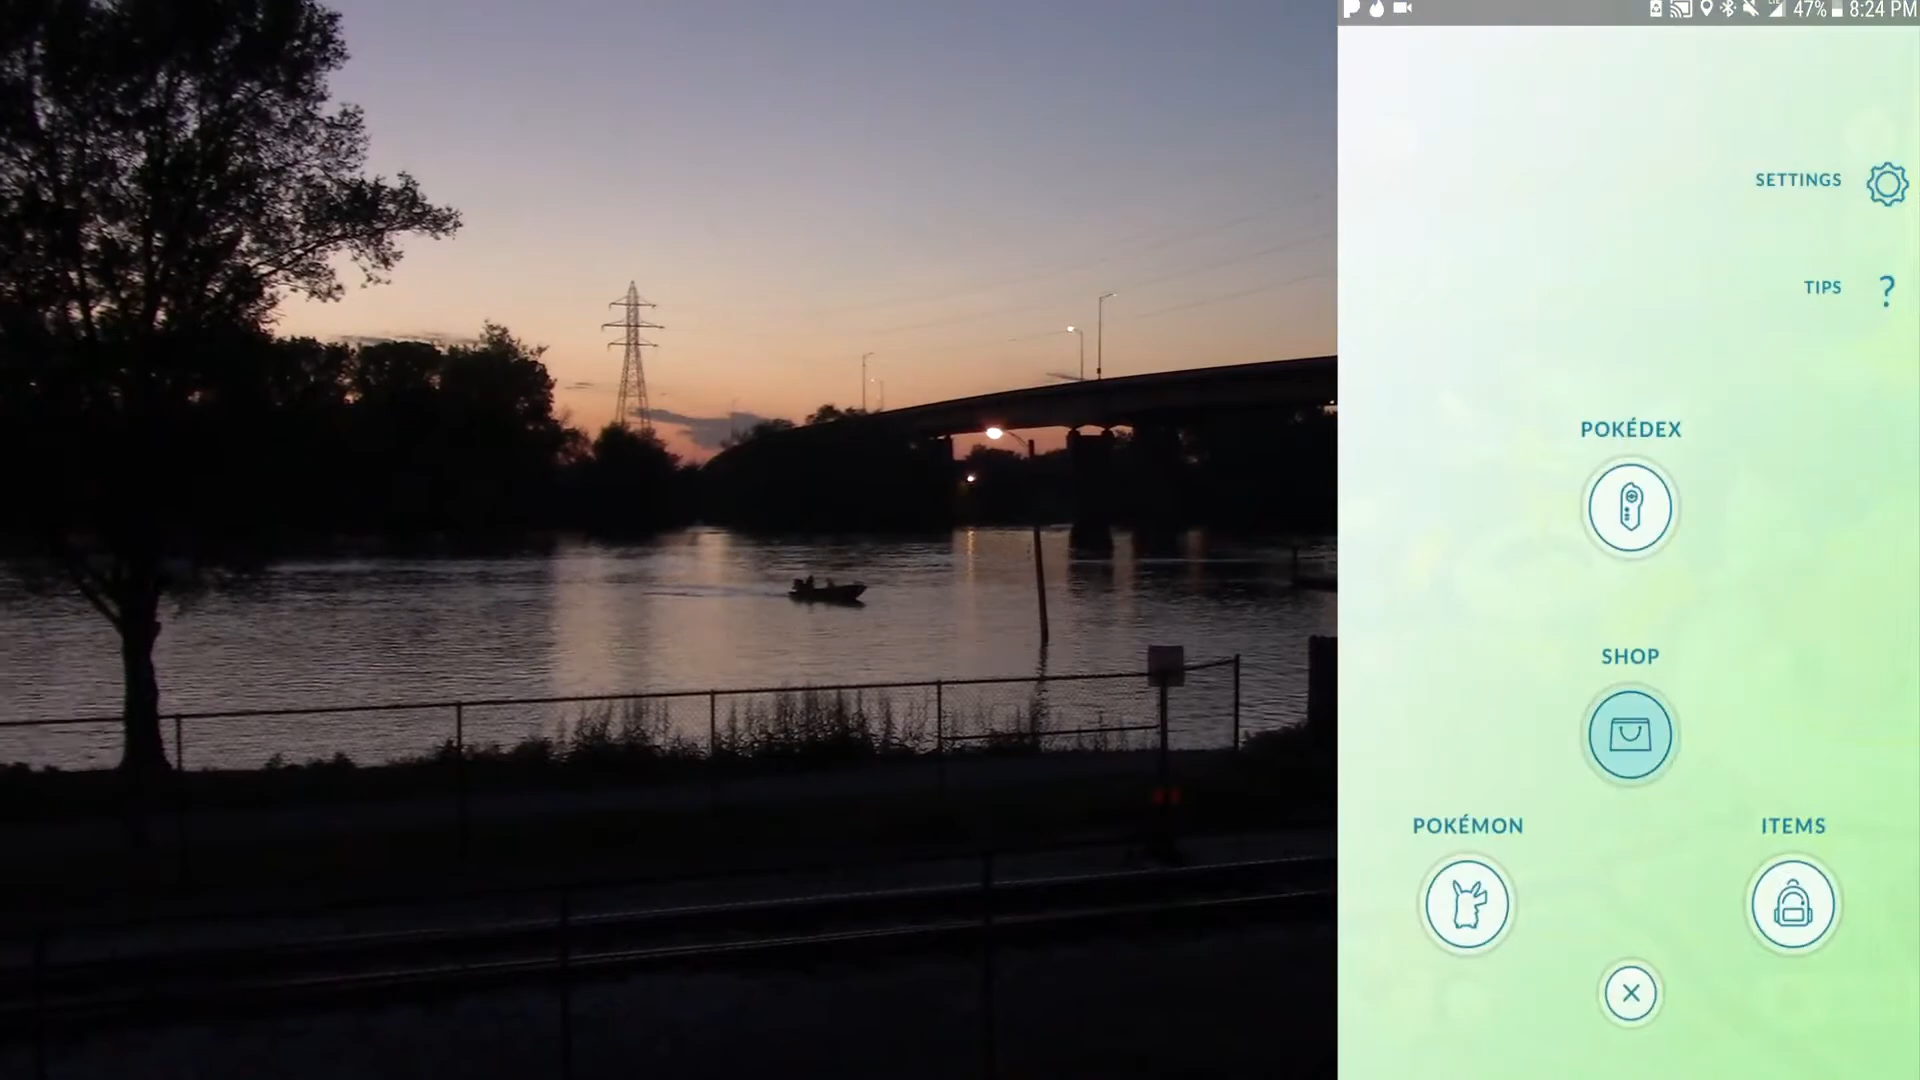 47% 8:24 PM
SETTINGS
TIPS ?
POKÉDEX
SHOP
POKÉMON
ITEMS